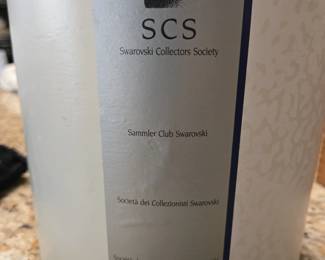 SCS
Swarovski Collectors Society
Sammler Club Swarovski
Società dei Collezionisti Swarovski